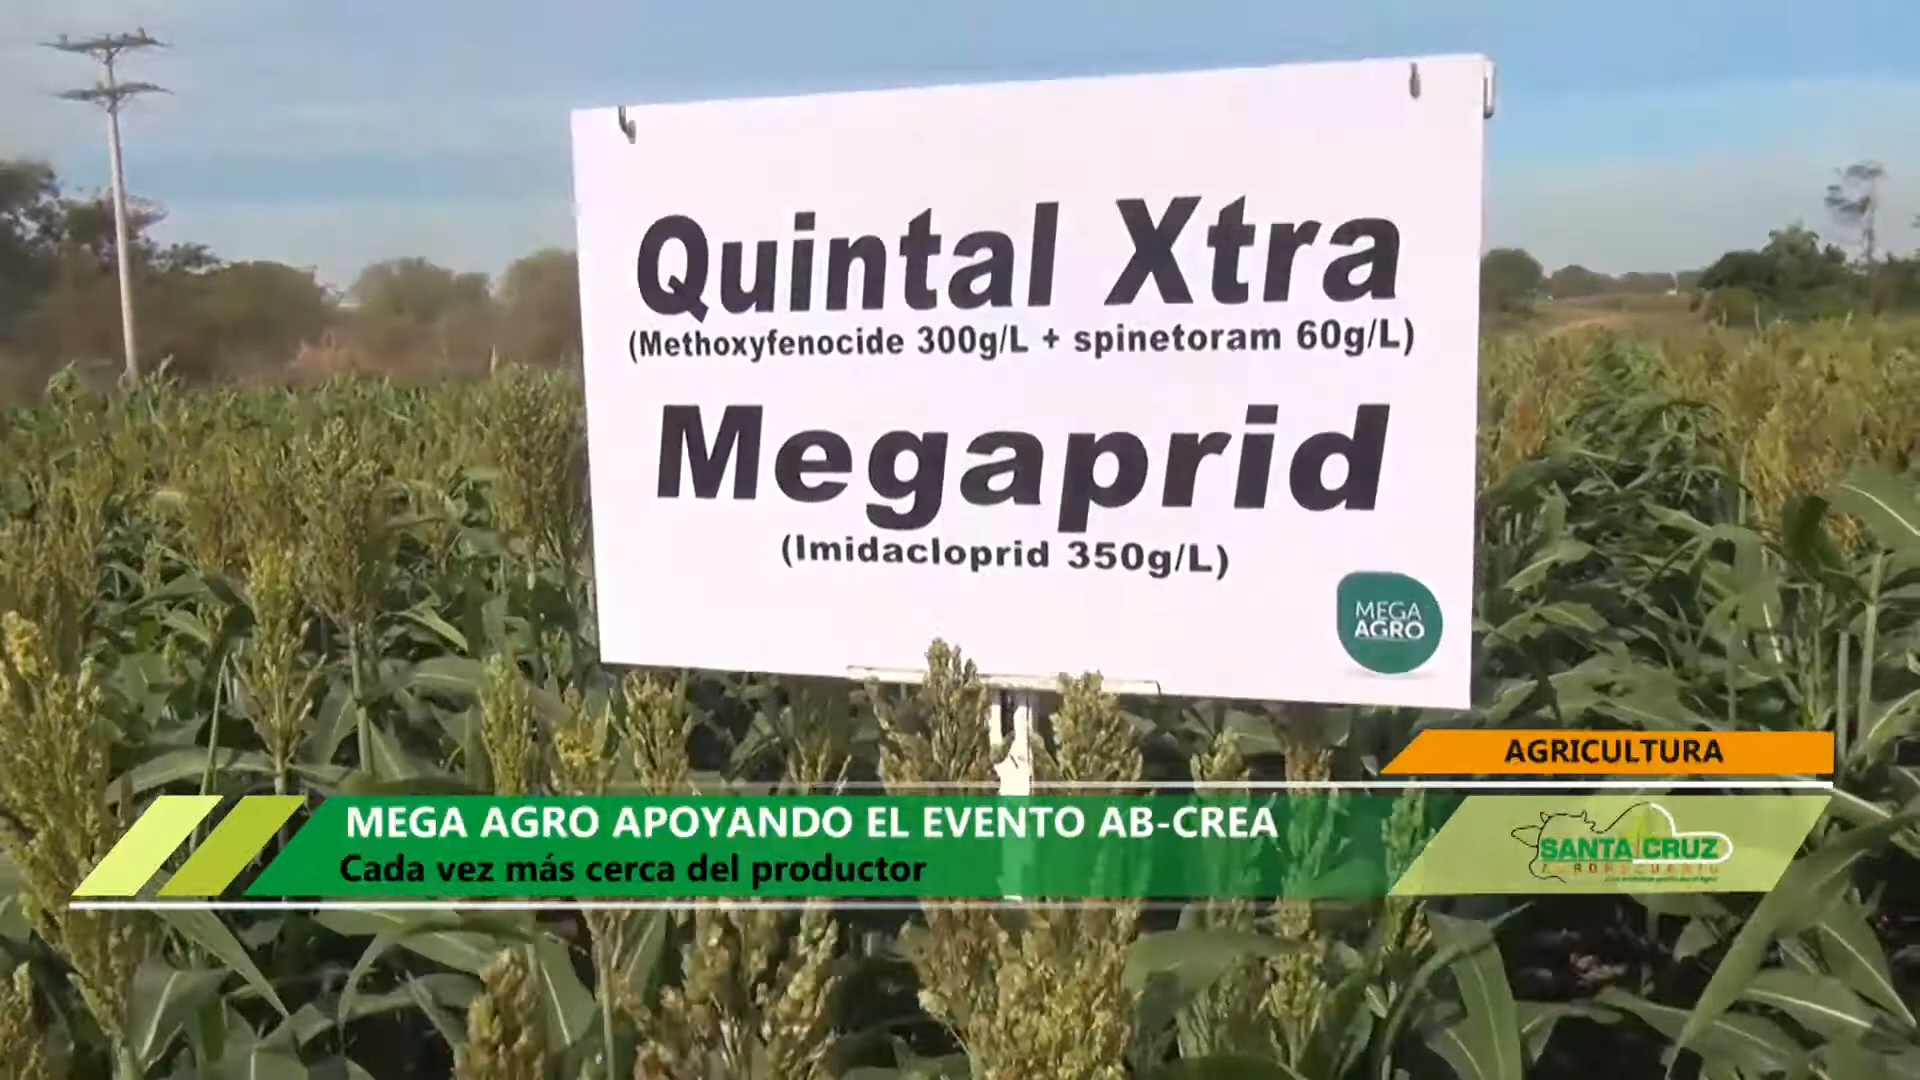 Quintal Xtra
(Methoxyfenocide 300g/L + spinetoram 60g/L)
Megaprid
(Imidacloprid 350g/L)
MEGA
AGRO
AGRICULTURA
MEGA AGRO APOYANDO EL EVENTO AB-CREA
Cada vez más cerca del productor
SANTA CRUZ
AGROPECUARIO